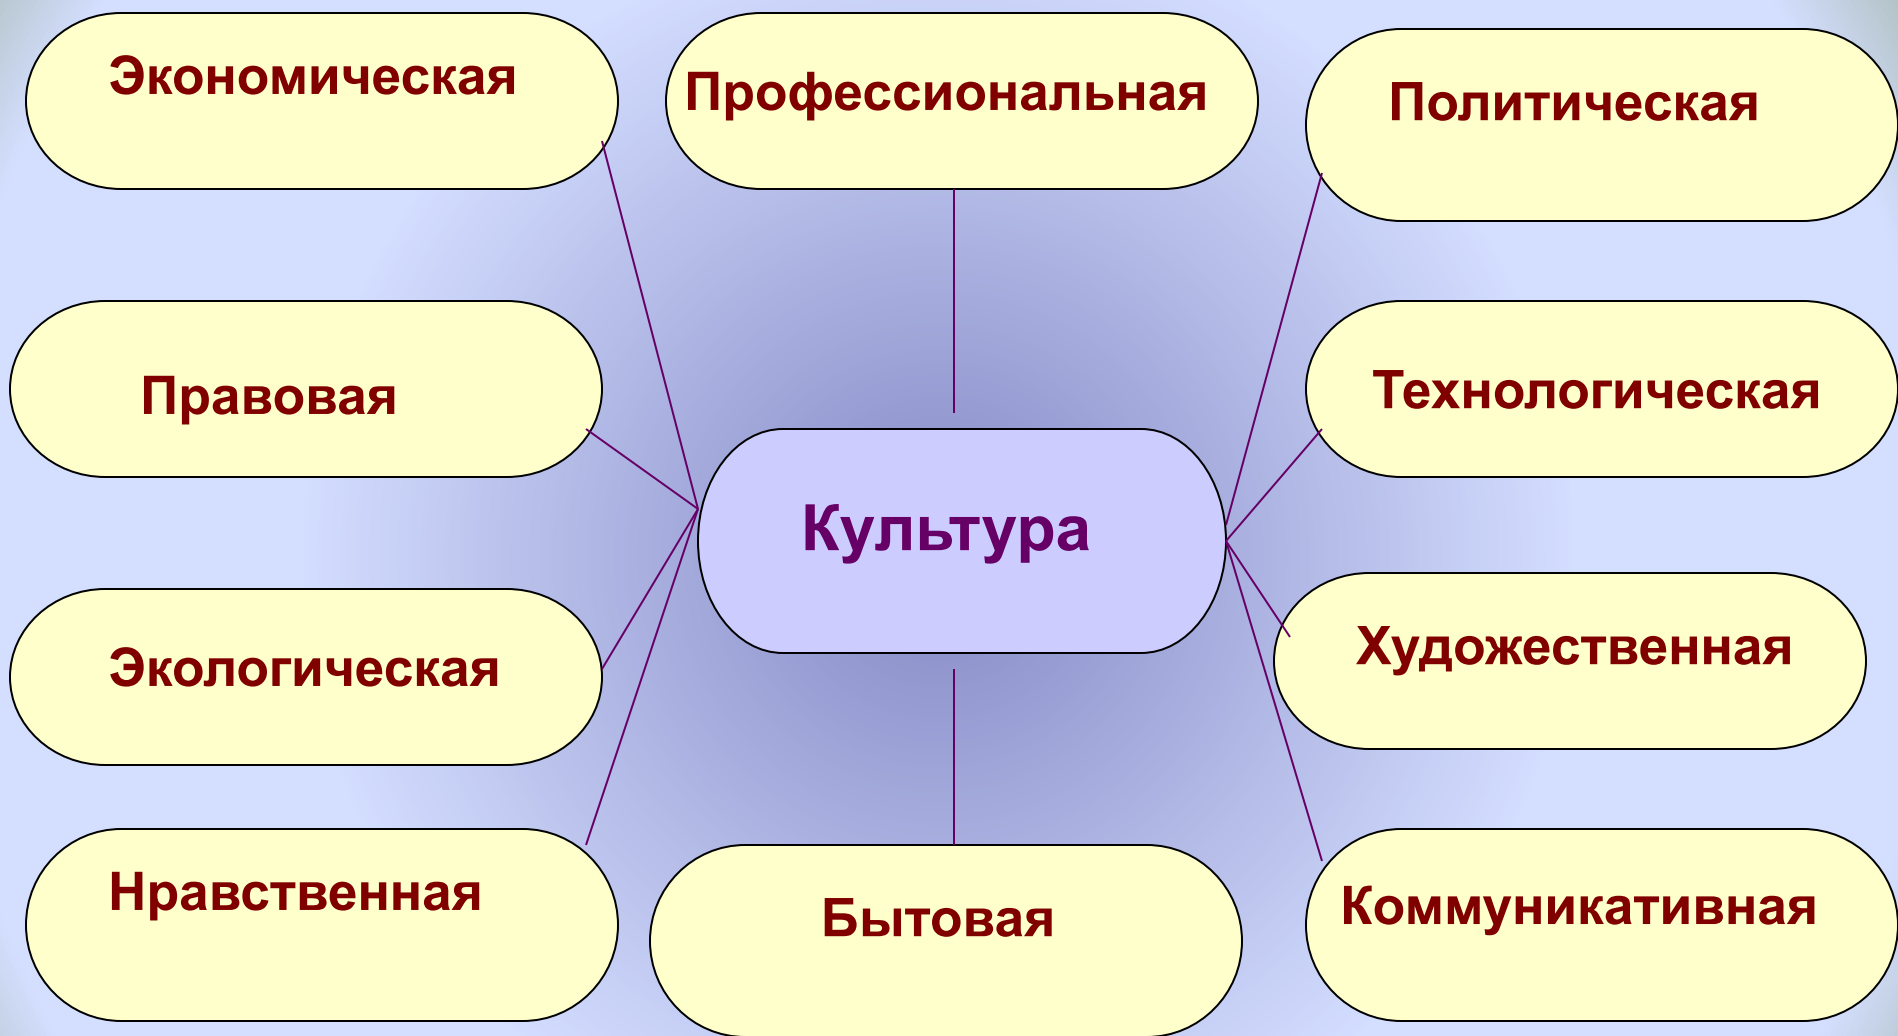 Экономическая
Профессиональная
Политическая
Правовая
Технологическая
Культура
Экологическая
Художественная
Нравственная
Бытовая
Коммуникативная